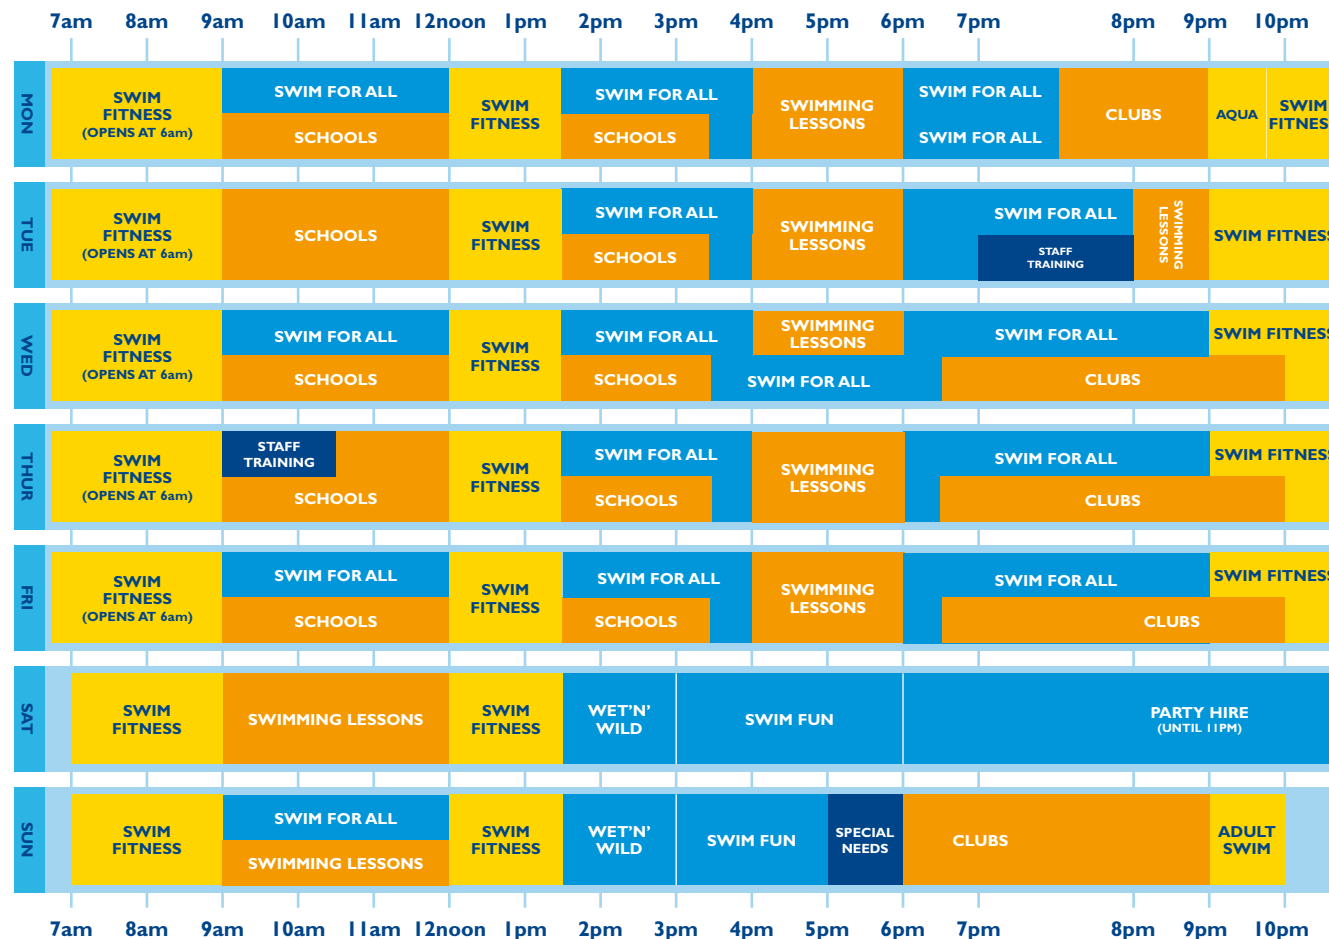 7am 8am 9am 10am 11am 12noon 1pm 2pm 3pm 4pm 5pm 6pm 7pm 8pm 9pm 10pm
MON
SWIM
FITNESS
(OPENS AT 6am)
SWIM FOR ALL
SCHOOLS
SWIM
FITNESS
SWIM FOR ALL
SCHOOLS
SWIMMING
LESSONS
SWIM FOR ALL
SWIM FOR ALL
CLUBS
AQUA
SWIM
FITNESS
TUE
SWIM
FITNESS
(OPENS AT 6am)
SCHOOLS
SWIM
FITNESS
SWIM FOR ALL
SCHOOLS
SWIMMING
LESSONS
SWIM FOR ALL
STAFF
TRAINING
SWIMMING
LESSONS
SWIM FITNESS
WED
SWIM
FITNESS
(OPENS AT 6am)
SWIM FOR ALL
SCHOOLS
SWIM
FITNESS
SWIM FOR ALL
SCHOOLS
SWIMMING
LESSONS
SWIM FOR ALL
SWIM FOR ALL
CLUBS
SWIM FITNESS
THUR
SWIM
FITNESS
(OPENS AT 6am)
STAFF
TRAINING
SCHOOLS
SWIM
FITNESS
SWIM FOR ALL
SCHOOLS
SWIMMING
LESSONS
SWIM FOR ALL
CLUBS
SWIM FITNESS
FRI
SWIM
FITNESS
(OPENS AT 6am)
SWIM FOR ALL
SCHOOLS
SWIM
FITNESS
SWIM FOR ALL
SCHOOLS
SWIMMING
LESSONS
SWIM FOR ALL
CLUBS
SWIM FITNESS
SAT
SWIM
FITNESS
SWIMMING LESSONS
SWIM
FITNESS
WET'N'
WILD
SWIM FUN
PARTY HIRE
(UNTIL 11PM)
SUN
SWIM
FITNESS
SWIM FOR ALL
SWIMMING LESSONS
SWIM
FITNESS
WET'N'
WILD
SWIM FUN
SPECIAL
NEEDS
CLUBS
ADULT
SWIM
7am 8am 9am 10am 11am 12noon 1pm 2pm 3pm 4pm 5pm 6pm 7pm 8pm 9pm 10pm